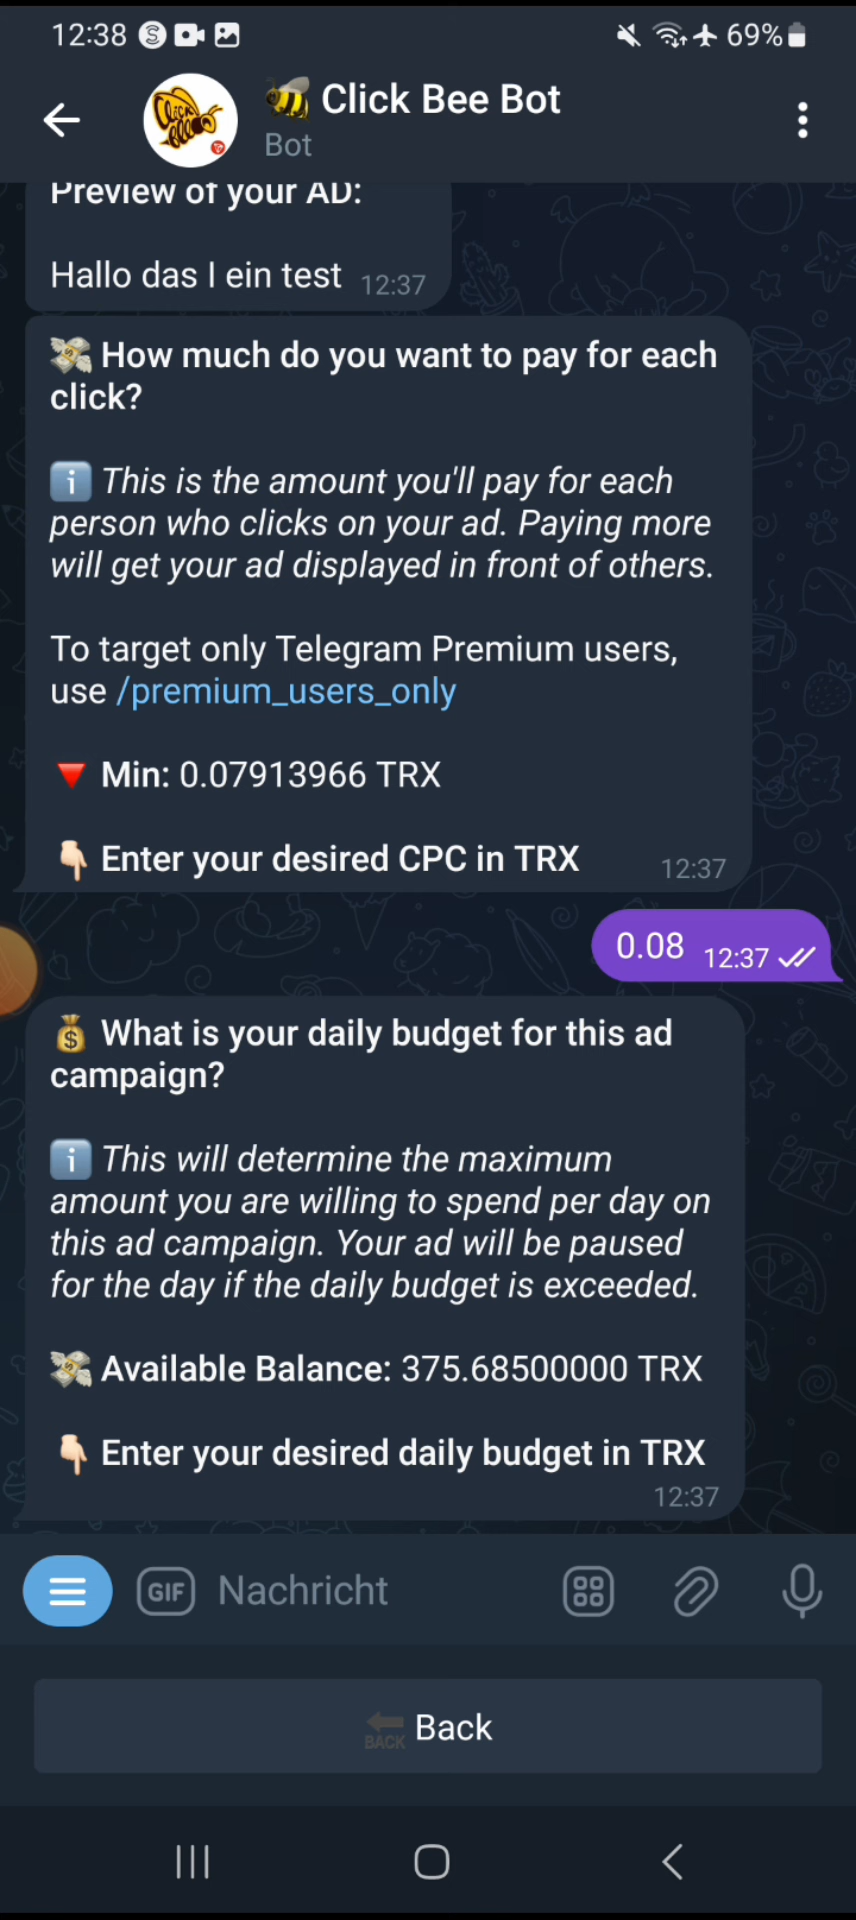 12:38
69%
Click Bee Bot
Bot
Preview of your AD:
Hallo das I ein test 12:37
How much do you want to pay for each
click?
This is the amount you'll pay for each
person who clicks on your ad. Paying more
will get your ad displayed in front of others.
To target only Telegram Premium users,
use /premium_users_only
Min: 0.07913966 TRX
Enter your desired CPC in TRX 12:37
0.08 12:37
What is your daily budget for this ad
campaign?
This will determine the maximum
amount you are willing to spend per day on
this ad campaign. Your ad will be paused
for the day if the daily budget is exceeded.
Available Balance: 375.68500000 TRX
Enter your desired daily budget in TRX
12:37
GIF Nachricht
BACK Back